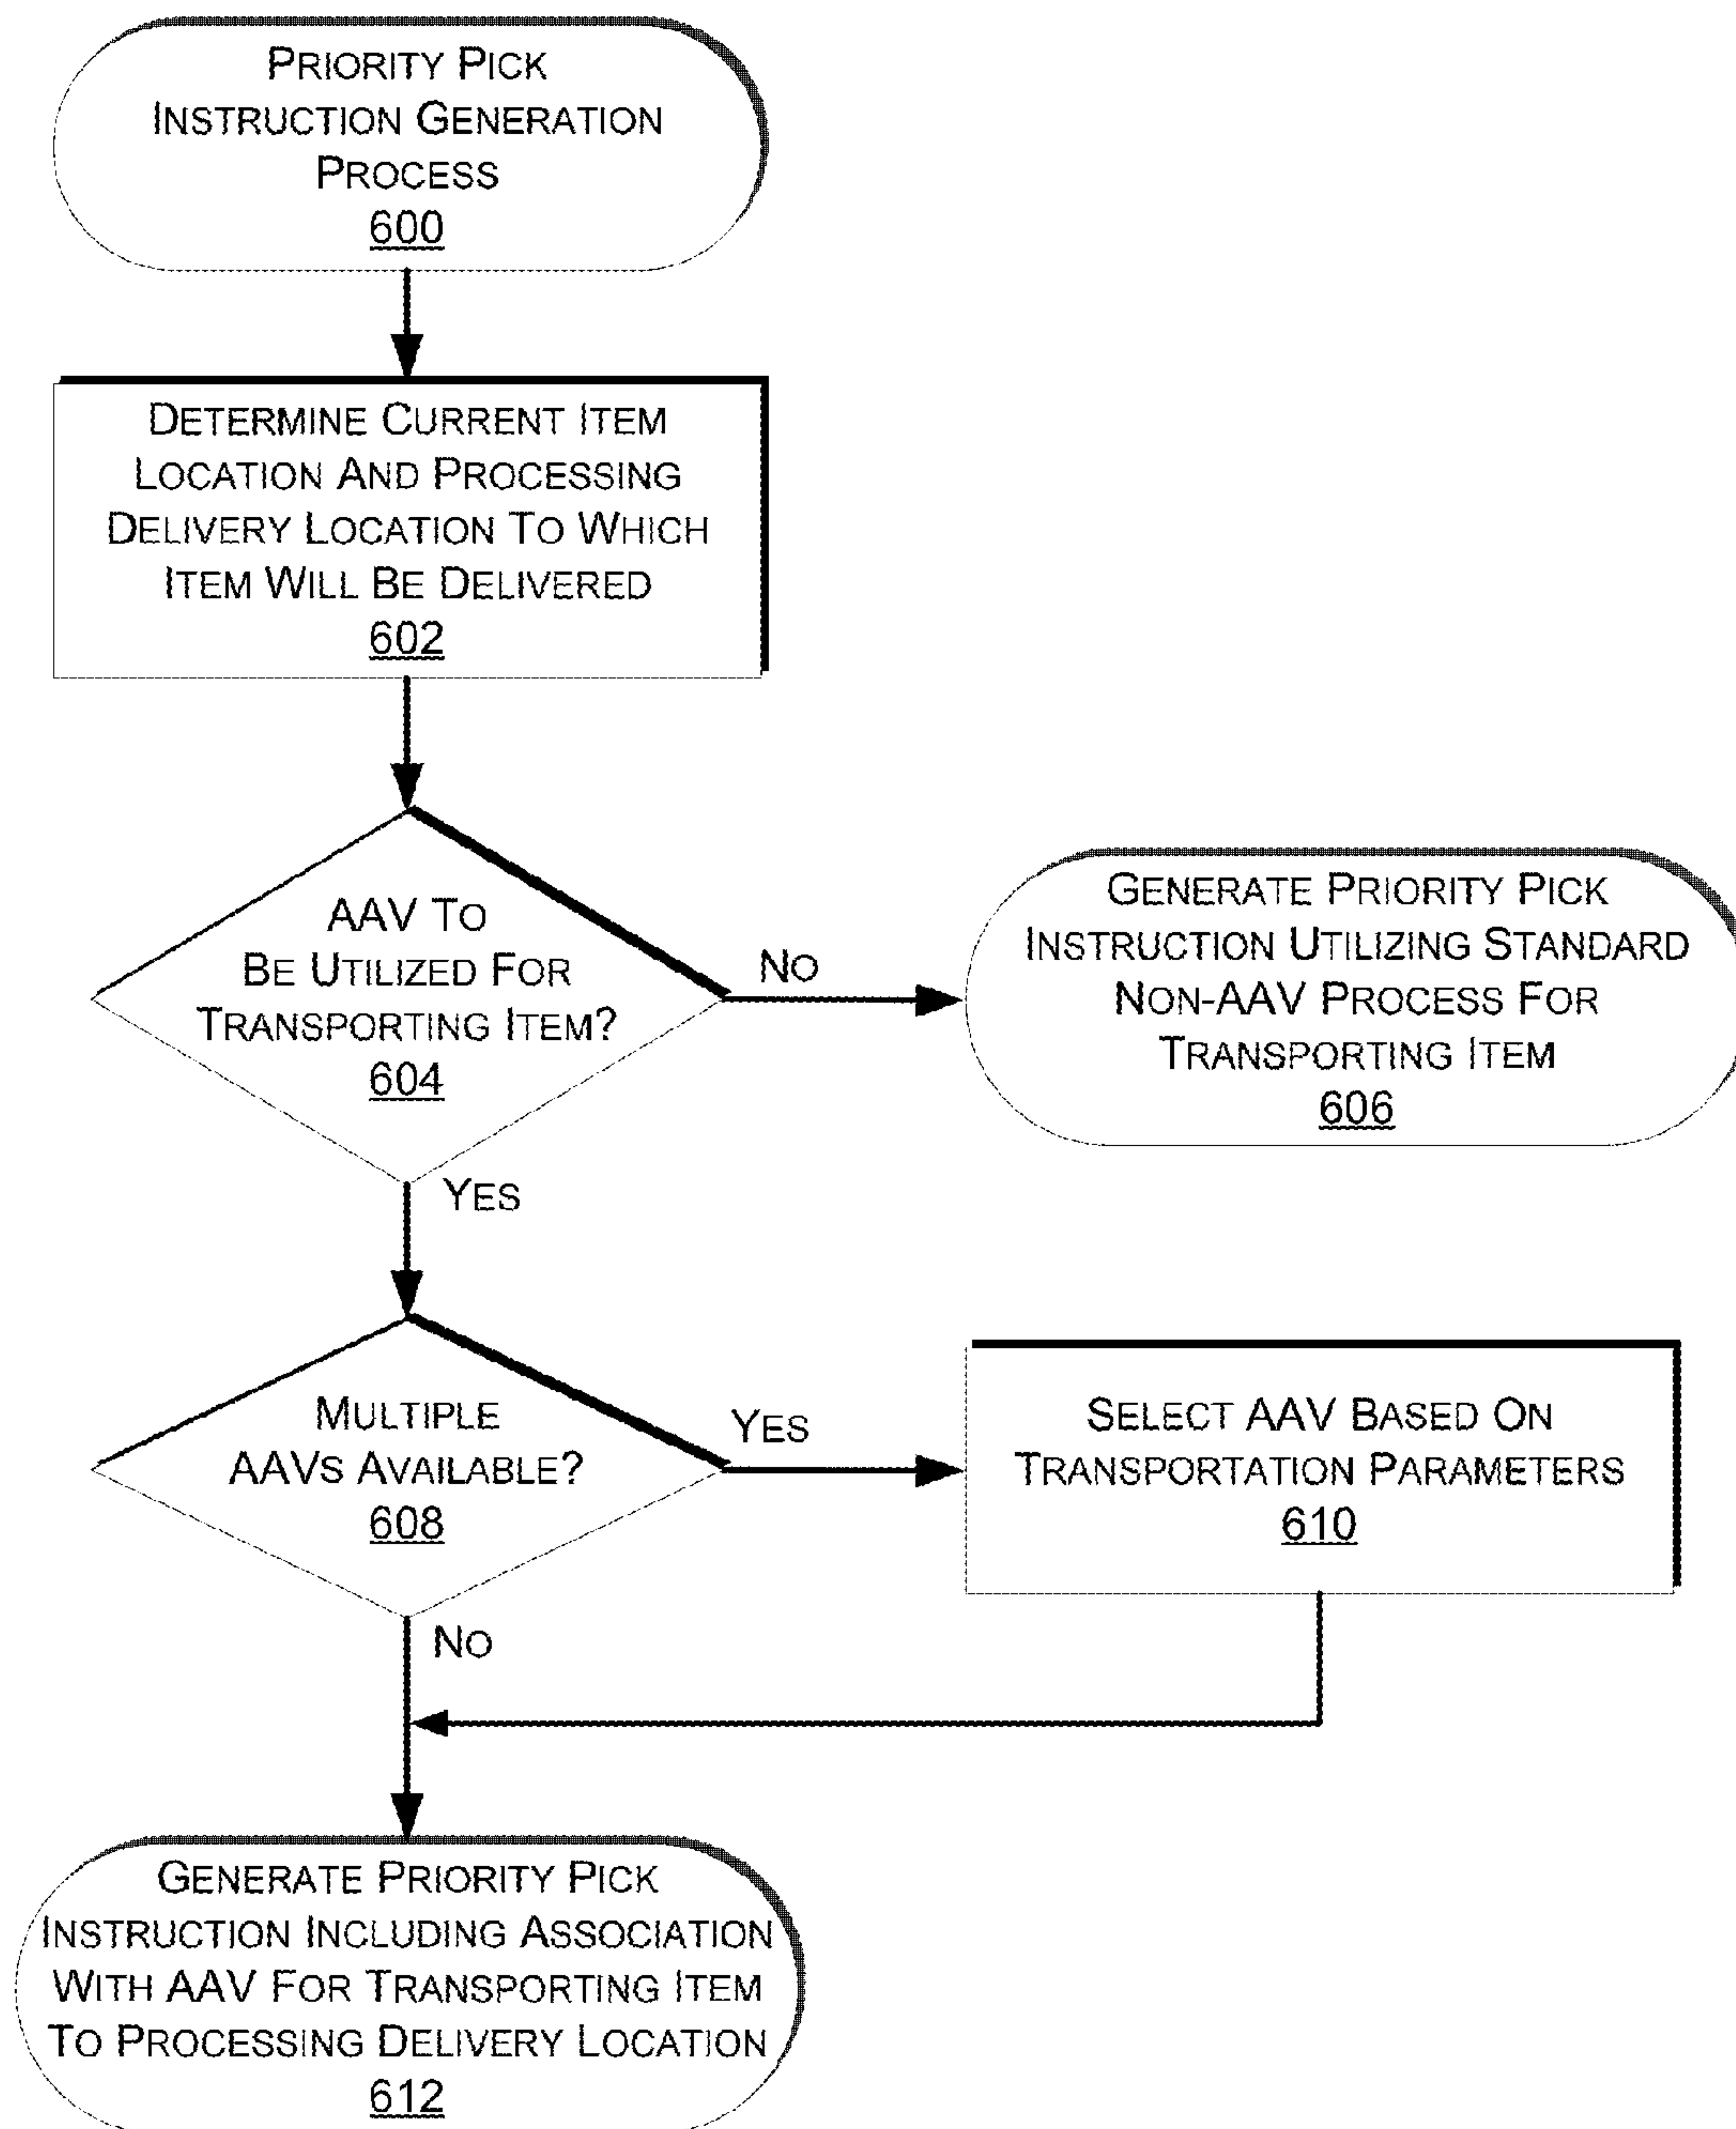 PRIORITY PICK
INSTRUCTION GENERATION
PROCESS
600
DETERMINE CURRENT ITEM
LOCATION AND PROCESSING
DELIVERY LOCATION TO WHICH
ITEM WILL BE DELIVERED
602
AAV TO
BE UTILIZED FOR
TRANSPORTING ITEM?
604
NO
GENERATE PRIORITY PICK
INSTRUCTION UTILIZING STANDARD
NON-AAV PROCESS FOR
TRANSPORTING ITEM
606
YES
MULTIPLE
AAVS AVAILABLE?
608
YES
SELECT AAV BASED ON
TRANSPORTATION PARAMETERS
610
NO
GENERATE PRIORITY PICK
INSTRUCTION INCLUDING ASSOCIATION
WITH AAV FOR TRANSPORTING ITEM
TO PROCESSING DELIVERY LOCATION
612